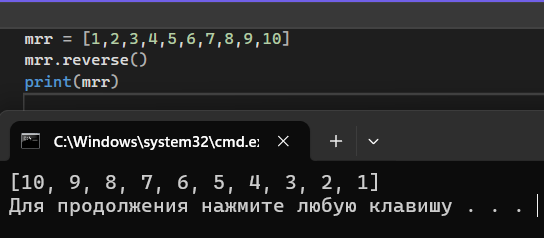 mrr = [1,2,3,4,5,6,7,8,9,10]
mrr.reverse()
print(mrr)
C:\Windows\system32\cmd.e
[10, 9, 8, 7, 6, 5, 4, 3, 2, 1]
Для продолжения нажмите любую клавишу . . .